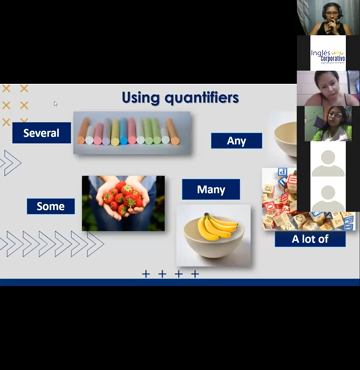 Inglés
Corporativo
Using quantifiers
Several
Any
Some
Many
A lot of